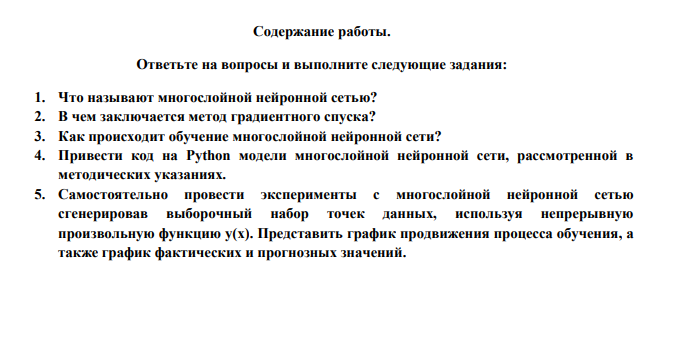 Содержание работы.
Ответьте на вопросы и выполните следующие задания:
1. Что называют многослойной нейронной сетью?
2. В чем заключается метод градиентного спуска?
3. Как происходит обучение многослойной нейронной сети?
4. Привести код на Python модели многослойной нейронной сети, рассмотренной в
методических указаниях.
5. Самостоятельно провести эксперименты с многослойной нейронной сетью
сгенерировав выборочный набор точек данных, используя непрерывную
произвольную функцию y(x). Представить график продвижения процесса обучения, а
также график фактических и прогнозных значений.